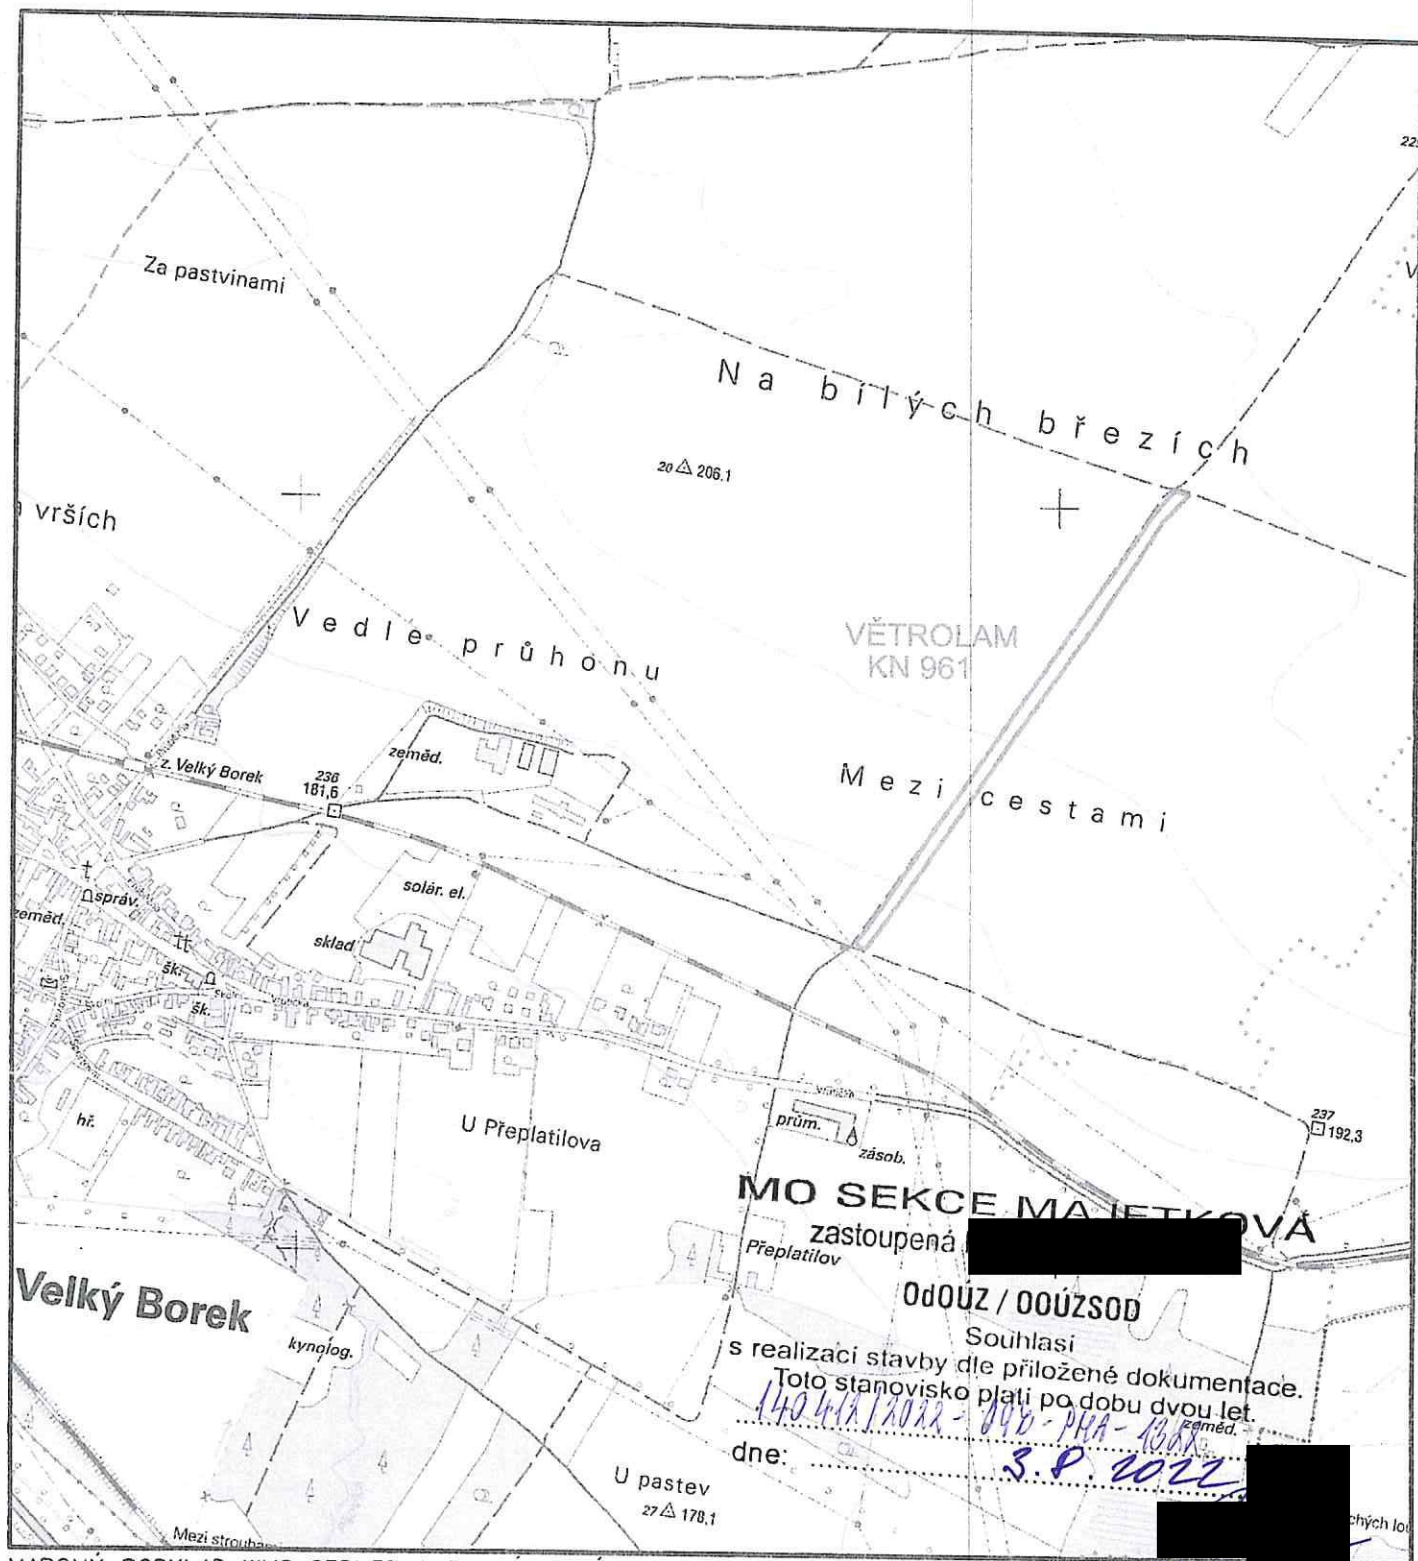 Za pastvinami
Na bílých březích
20 206.1
vrších
Vedle průhonu
VĚTROLAM
KN 961
z. Velký Borek
236
181,6
zeměd.
Mezi cestami
správ.
zeměd.
solár. el.
sklad
šk.
šk.
hř.
U Přeplatilova
prům.
zásob.
237
192,3
MO SEKCE MAJETKOVÁ
zastoupená
Přeplatilov
OdOÚZ / OOÚZSOD
Souhlasí
s realizací stavby dle přiložené dokumentace.
Toto stanovisko platí po dobu dvou let.
zeměd.
dne: 3. 8. 2022
Velký Borek
kynolog.
U pastev
27 178,1
Mezi